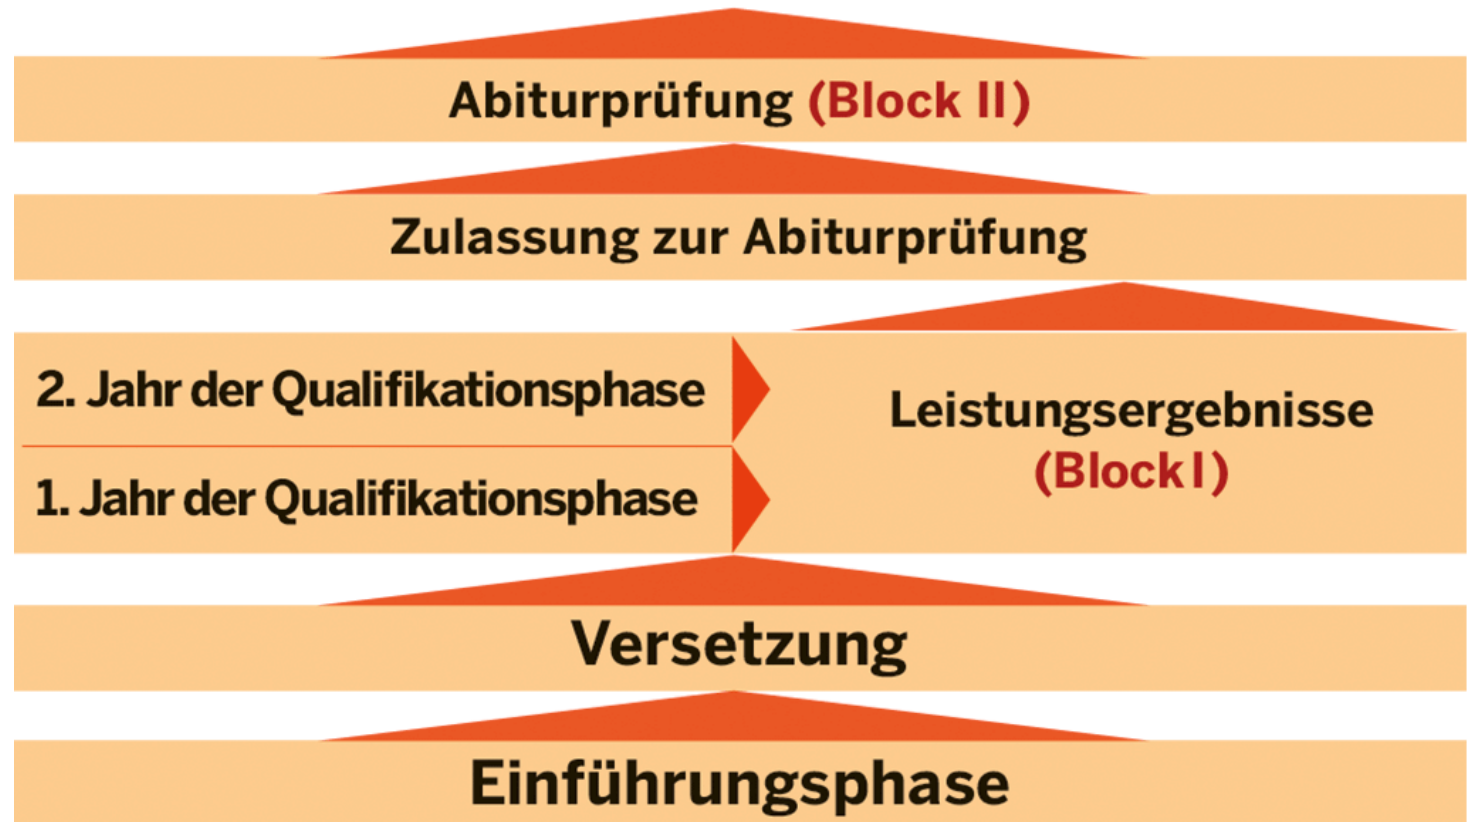 Abiturprüfung (Block II)
Zulassung zur Abiturprüfung
2. Jahr der Qualifikationsphase
1. Jahr der Qualifikationsphase
Leistungsergebnisse
(Block I)
Versetzung
Einführungsphase